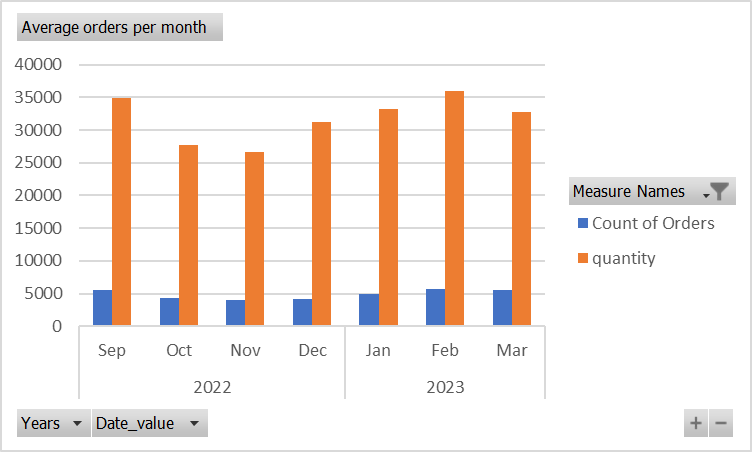 Average orders per month
40000
35000
30000
25000
20000
15000
10000
5000
0
Sep Oct Nov Dec Jan Feb Mar
2022 2023
Measure Names
Count of Orders
quantity
Years Date_value
+ −